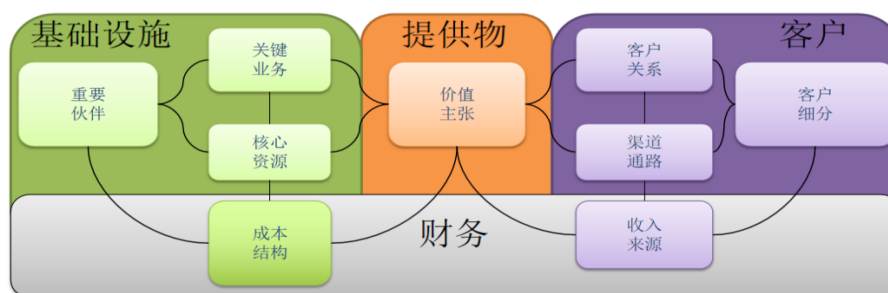 基础设施
提供物
客户
重要
伙伴
关键
业务
核心
资源
价值
主张
客户
关系
渠道
通路
客户
细分
成本
结构
财务
收入
来源